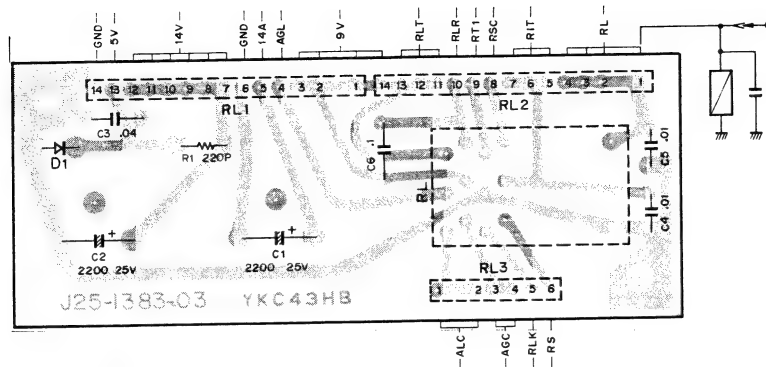 GND 5V 14V GND 14A AGL 9V RLT RLR RT1 RSC RIT RL
14 13 12 11 10 9 8 7 6 5 4 3 2 1 14 13 12 11 10 9 8 7 6 5 4 3 2 1
RL1 RL2
C3 .04
D1
R1 220P
C6 .1
RL
C5 .01
C4 .01
C2
2200 25V
C1
2200 25V
RL3
1 2 3 4 5 6
J25-1383-03 YKC43HB
ALC AGC RLK RS